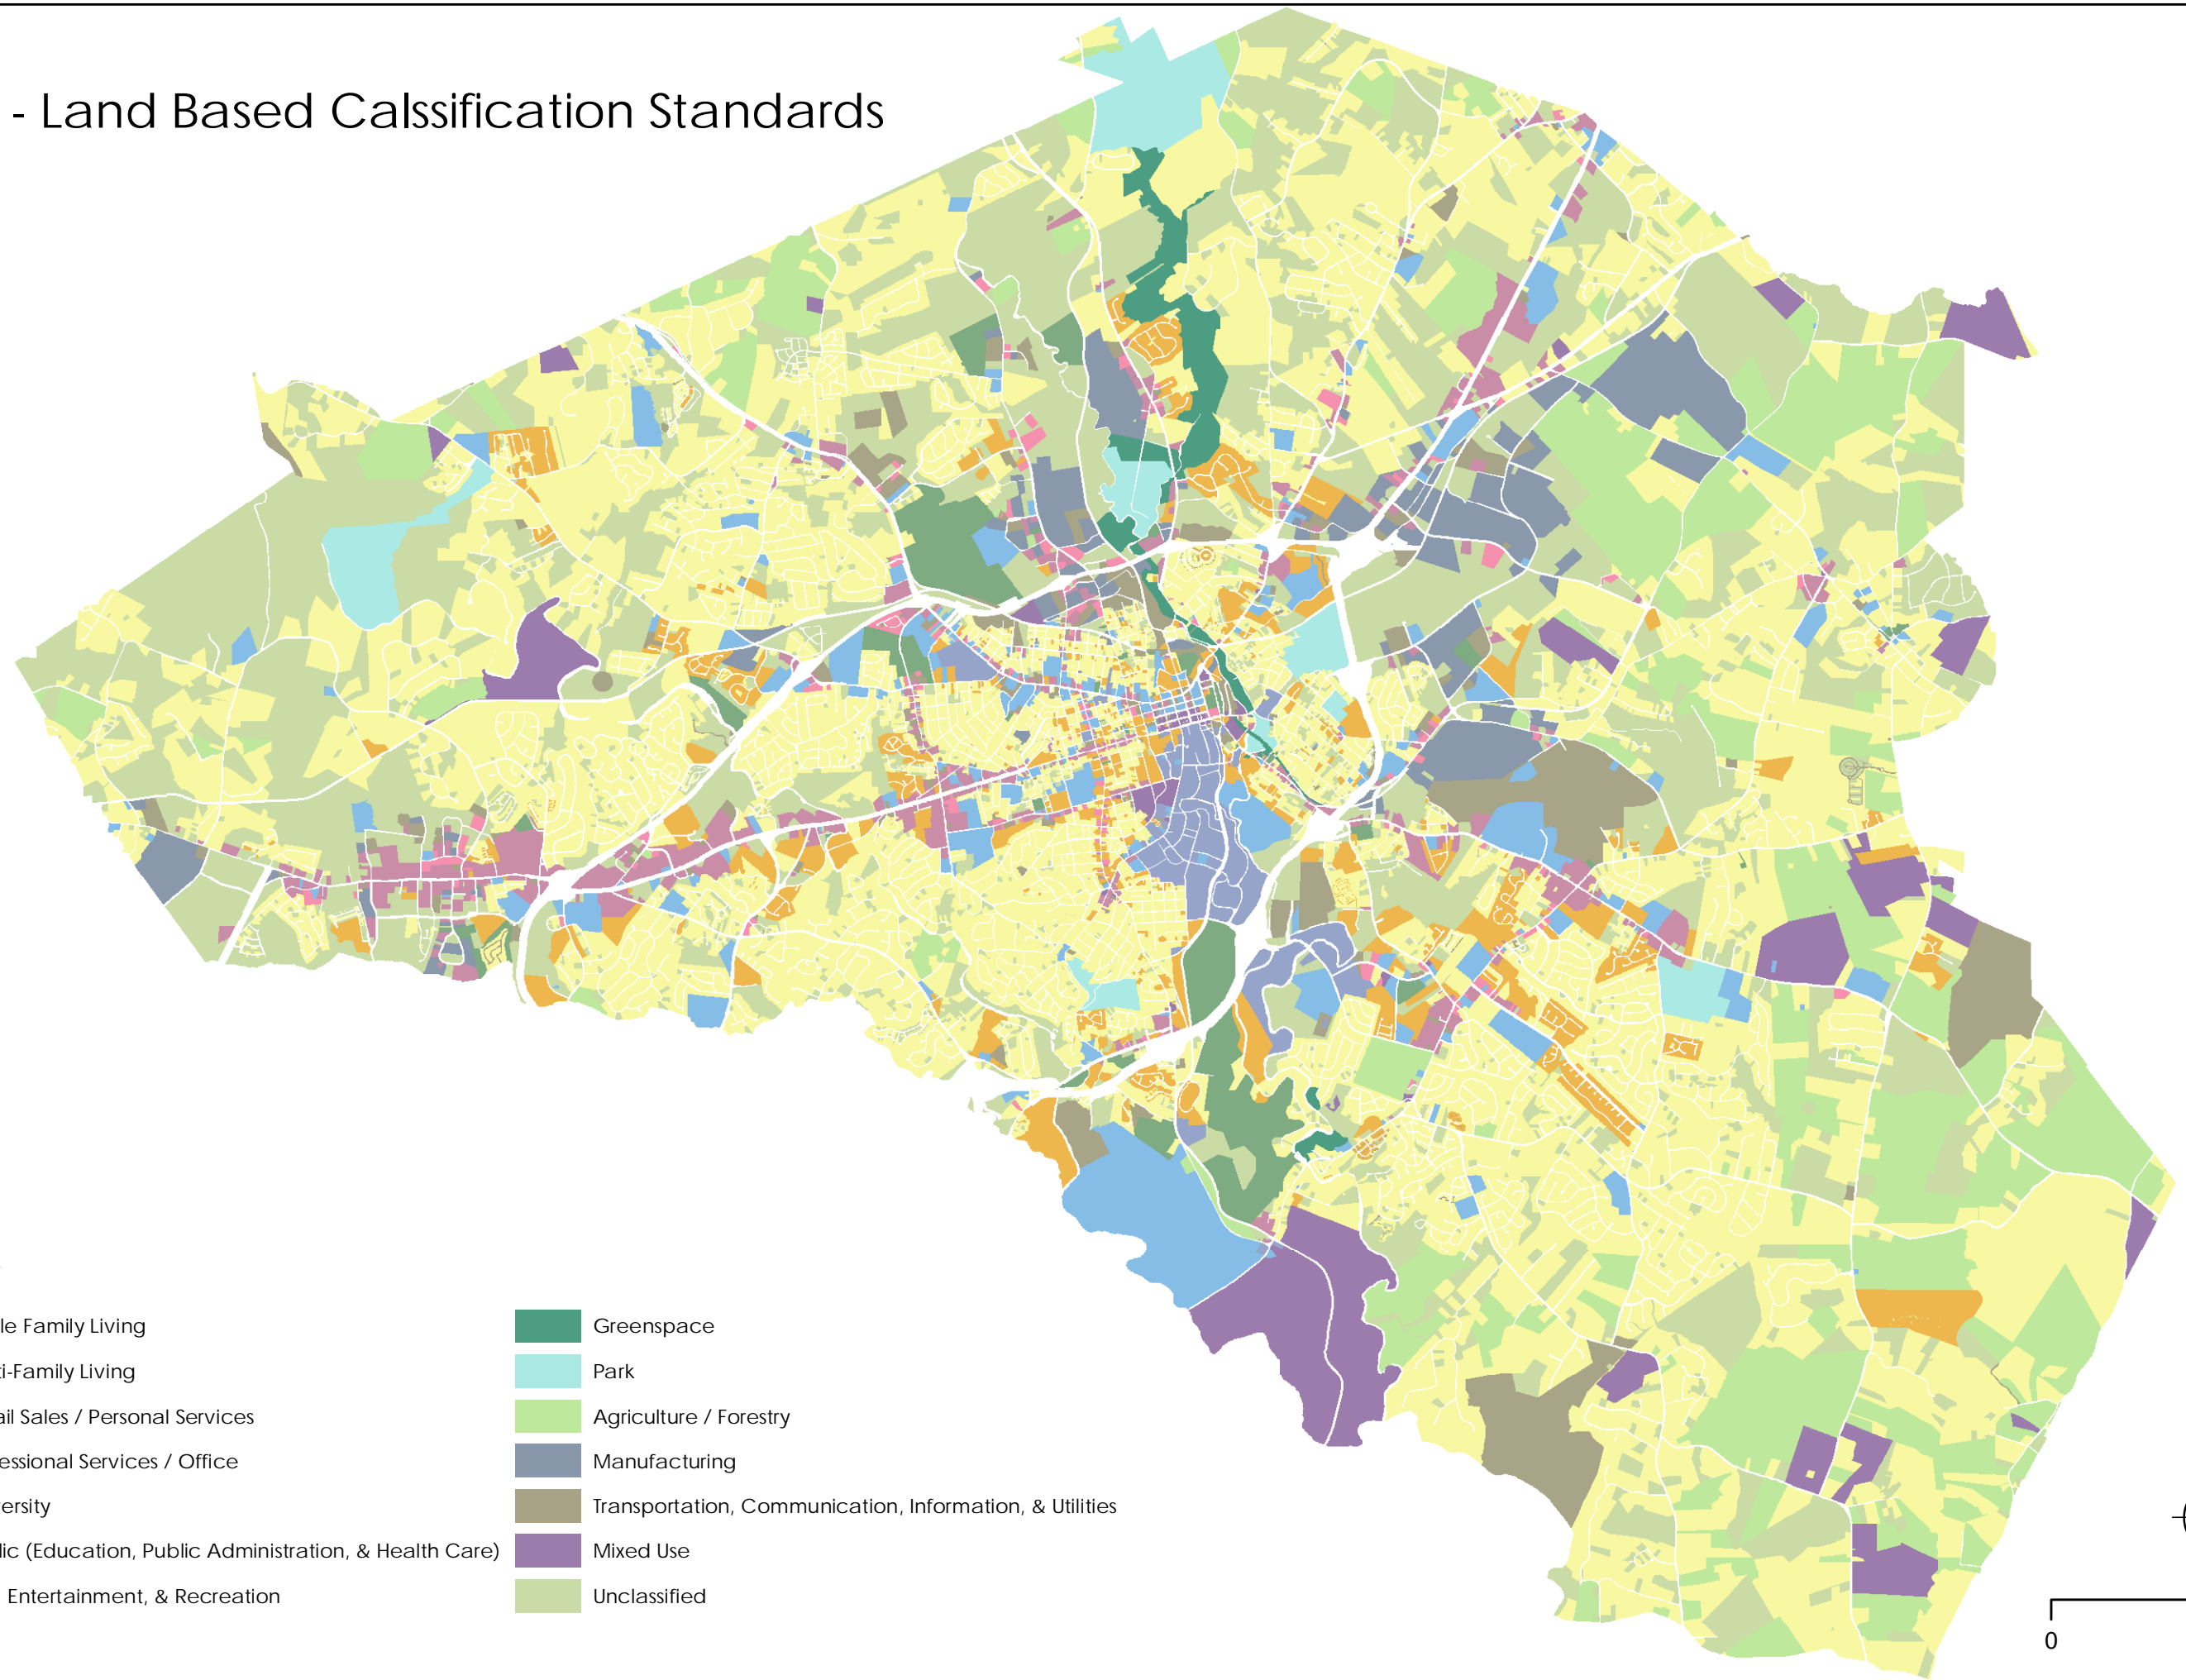 - Land Based Calssification Standards
le Family Living
ti-Family Living
ail Sales / Personal Services
essional Services / Office
ersity
lic (Education, Public Administration, & Health Care)
Entertainment, & Recreation
Greenspace
Park
Agriculture / Forestry
Manufacturing
Transportation, Communication, Information, & Utilities
Mixed Use
Unclassified
0